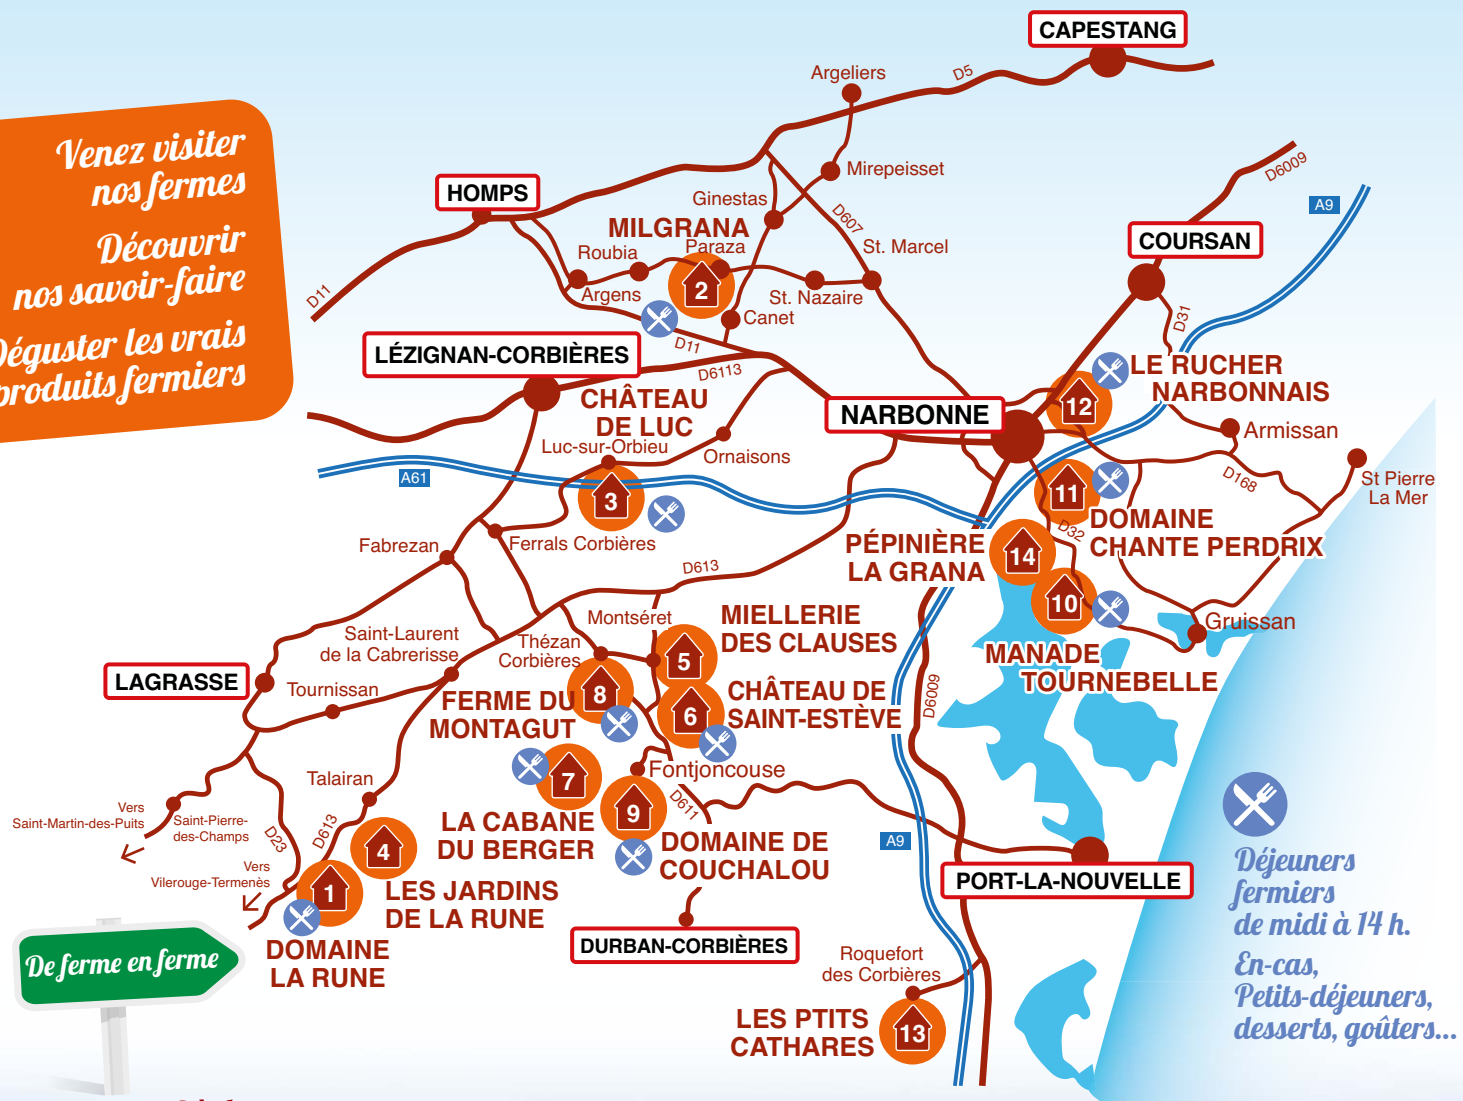 CAPESTANG
Argeliers
D5
Venez visiter
nos fermes
Découvrir
nos savoir-faire
Déguster les vrais
produits fermiers
Mirepeisset
D6009
HOMPS
Ginestas
A9
MILGRANA
D607
COURSAN
Roubia
Paraza
St. Marcel
2
D11
Argens
St. Nazaire
Canet
D31
LÉZIGNAN-CORBIÈRES
D11
D6113
LE RUCHER
NARBONNAIS
CHÂTEAU
DE LUC
NARBONNE
12
Luc-sur-Orbieu
Ornaisons
Armissan
A61
3
11
D168
St Pierre
La Mer
DOMAINE
CHANTE PERDRIX
D32
Fabrezan
Ferrals Corbières
PÉPINIÈRE
LA GRANA
14
D613
10
Montséret
MIELLERIE
DES CLAUSES
Gruissan
Saint-Laurent
de la Cabrerisse
Thézan
Corbières
5
MANADE
TOURNEBELLE
LAGRASSE
Tournissan
FERME DU
MONTAGUT
8
6
CHÂTEAU DE
SAINT-ESTÈVE
D6009
Talairan
7
Fontjoncouse
Vers
Saint-Martin-des-Puits
Saint-Pierre-
des-Champs
D23
D613
9
D611
LA CABANE
DU BERGER
DOMAINE DE
COUCHALOU
A9
4
Vers
Vilerouge-Termenès
1
LES JARDINS
DE LA RUNE
PORT-LA-NOUVELLE
Déjeuners
fermiers
de midi à 14 h.
En-cas,
Petits-déjeuners,
desserts, goûters...
De ferme en ferme
DOMAINE
LA RUNE
DURBAN-CORBIÈRES
Roquefort
des Corbières
LES PTITS
CATHARES
13